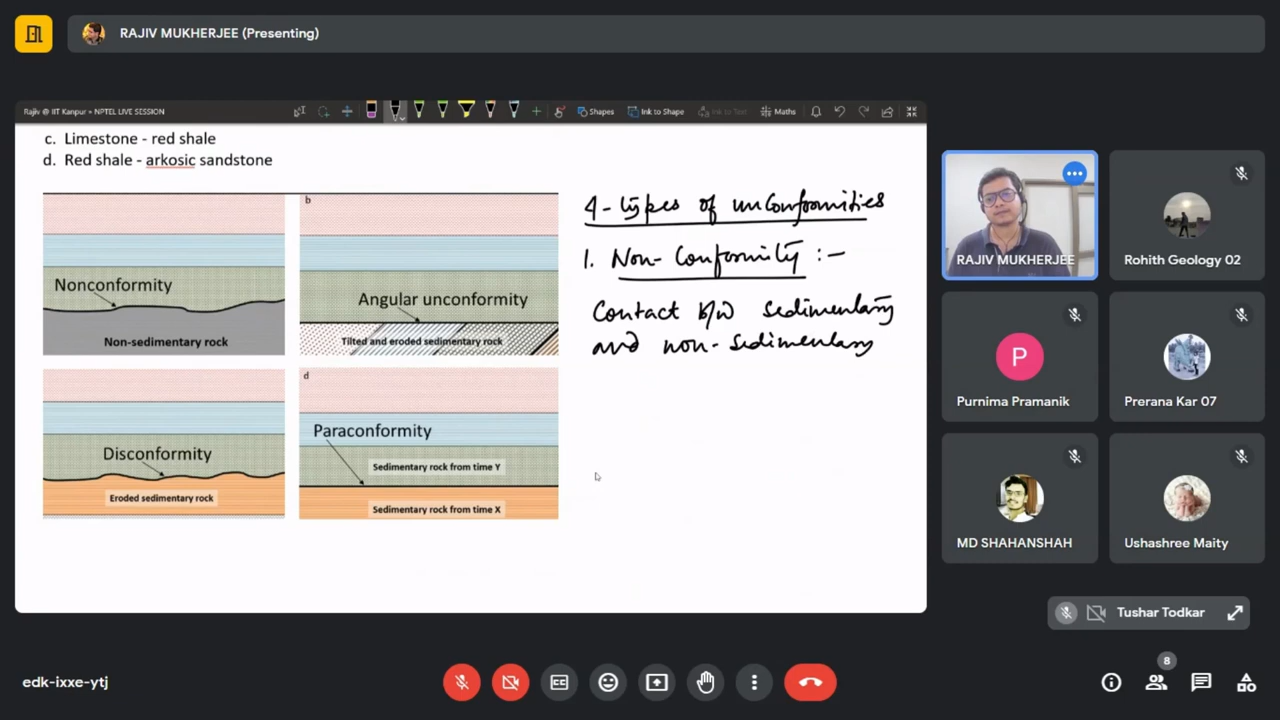 RAJIV MUKHERJEE (Presenting)
Rajiv @ IIT Kanpur = NPTEL LIVE SESSION
Shapes
Ink to Shape
Ink to Text
Maths
c. Limestone - red shale
d. Red shale - arkosic sandstone
Nonconformity
Non-sedimentary rock
b
Angular unconformity
Tilted and eroded sedimentary rock
Disconformity
Eroded sedimentary rock
d
Paraconformity
Sedimentary rock from time Y
Sedimentary rock from time X
4 - types of unconformities
1. Non-Conformity :-
Contact b/w sedimentary
and non-sedimentary
RAJIV MUKHERJEE
Rohith Geology 02
P
Purnima Pramanik
Prerana Kar 07
MD SHAHANSHAH
Ushashree Maity
Tushar Todkar
edk-ixxe-ytj
8